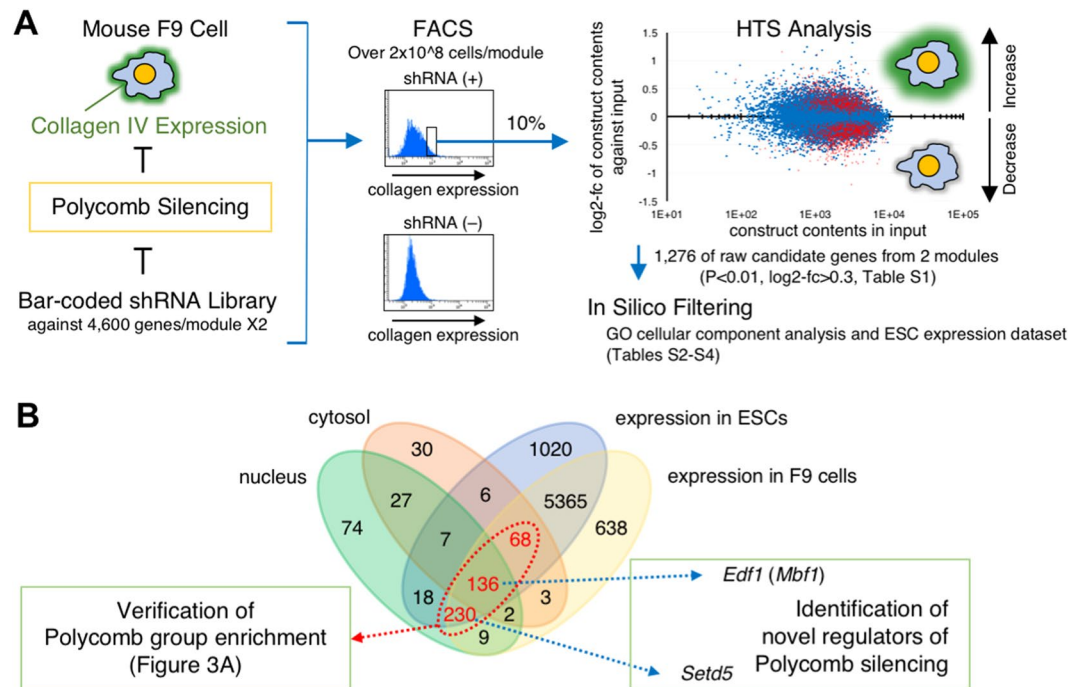 A
Mouse F9 Cell
Collagen IV Expression
Polycomb Silencing
Bar-coded shRNA Library
against 4,600 genes/module X2
FACS
Over 2x10^8 cells/module
shRNA (+)
10%
collagen expression
shRNA (–)
collagen expression
HTS Analysis
log2-fc of construct contents
against input
1.5
1
0.5
0
-0.5
-1
-1.5
1E+01 1E+02 1E+03 1E+04 1E+05
construct contents in input
Increase
Decrease
1,276 of raw candidate genes from 2 modules
(P<0.01, log2-fc>0.3, Table S1)
In Silico Filtering
GO cellular component analysis and ESC expression dataset
(Tables S2-S4)
B
cytosol
expression in ESCs
nucleus
expression in F9 cells
30
1020
27
6
5365
74
638
7
68
136
18
3
230
2
9
Verification of
Polycomb group enrichment
(Figure 3A)
Edf1 (Mbf1)
Identification of
novel regulators of
Polycomb silencing
Setd5